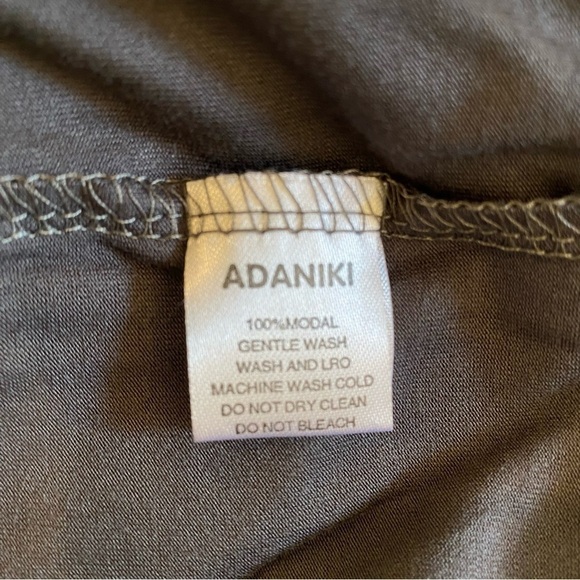 ADANIKI
100%MODAL
GENTLE WASH
WASH AND LRO
MACHINE WASH COLD
DO NOT DRY CLEAN
DO NOT BLEACH